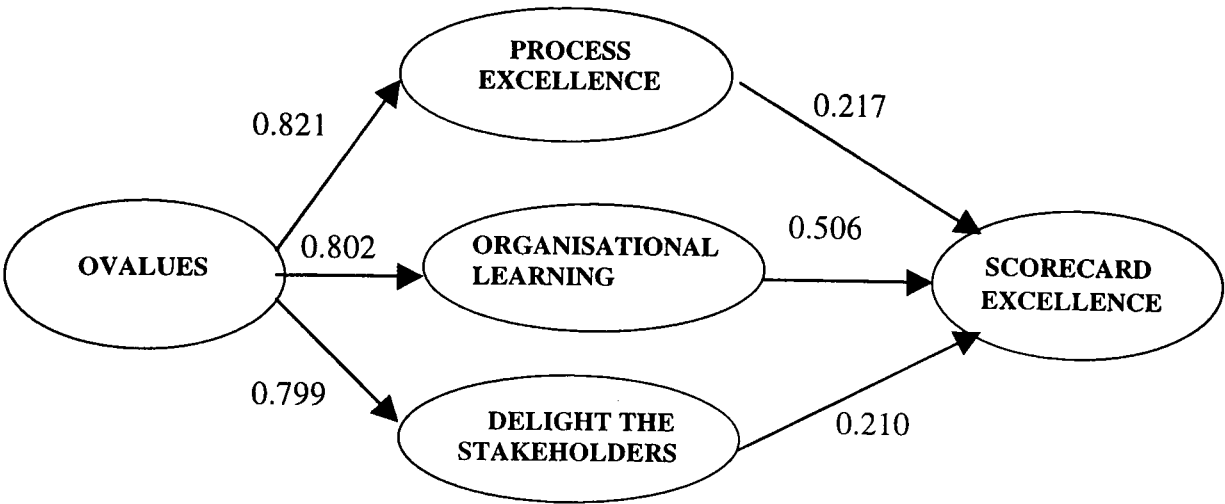 PROCESS
EXCELLENCE
0.821
0.217
OVALUES
0.802
ORGANISATIONAL
LEARNING
0.506
SCORECARD
EXCELLENCE
0.799
DELIGHT THE
STAKEHOLDERS
0.210